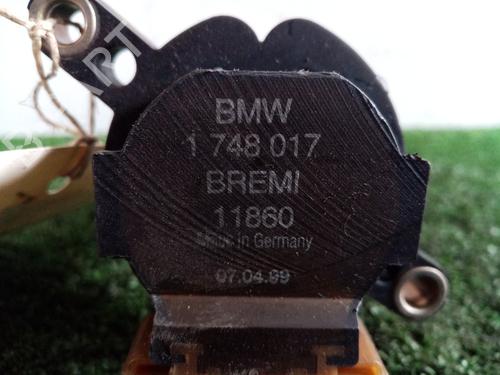 BMW
1 748 017
BREMI
11860
Made in Germany
07.04.99